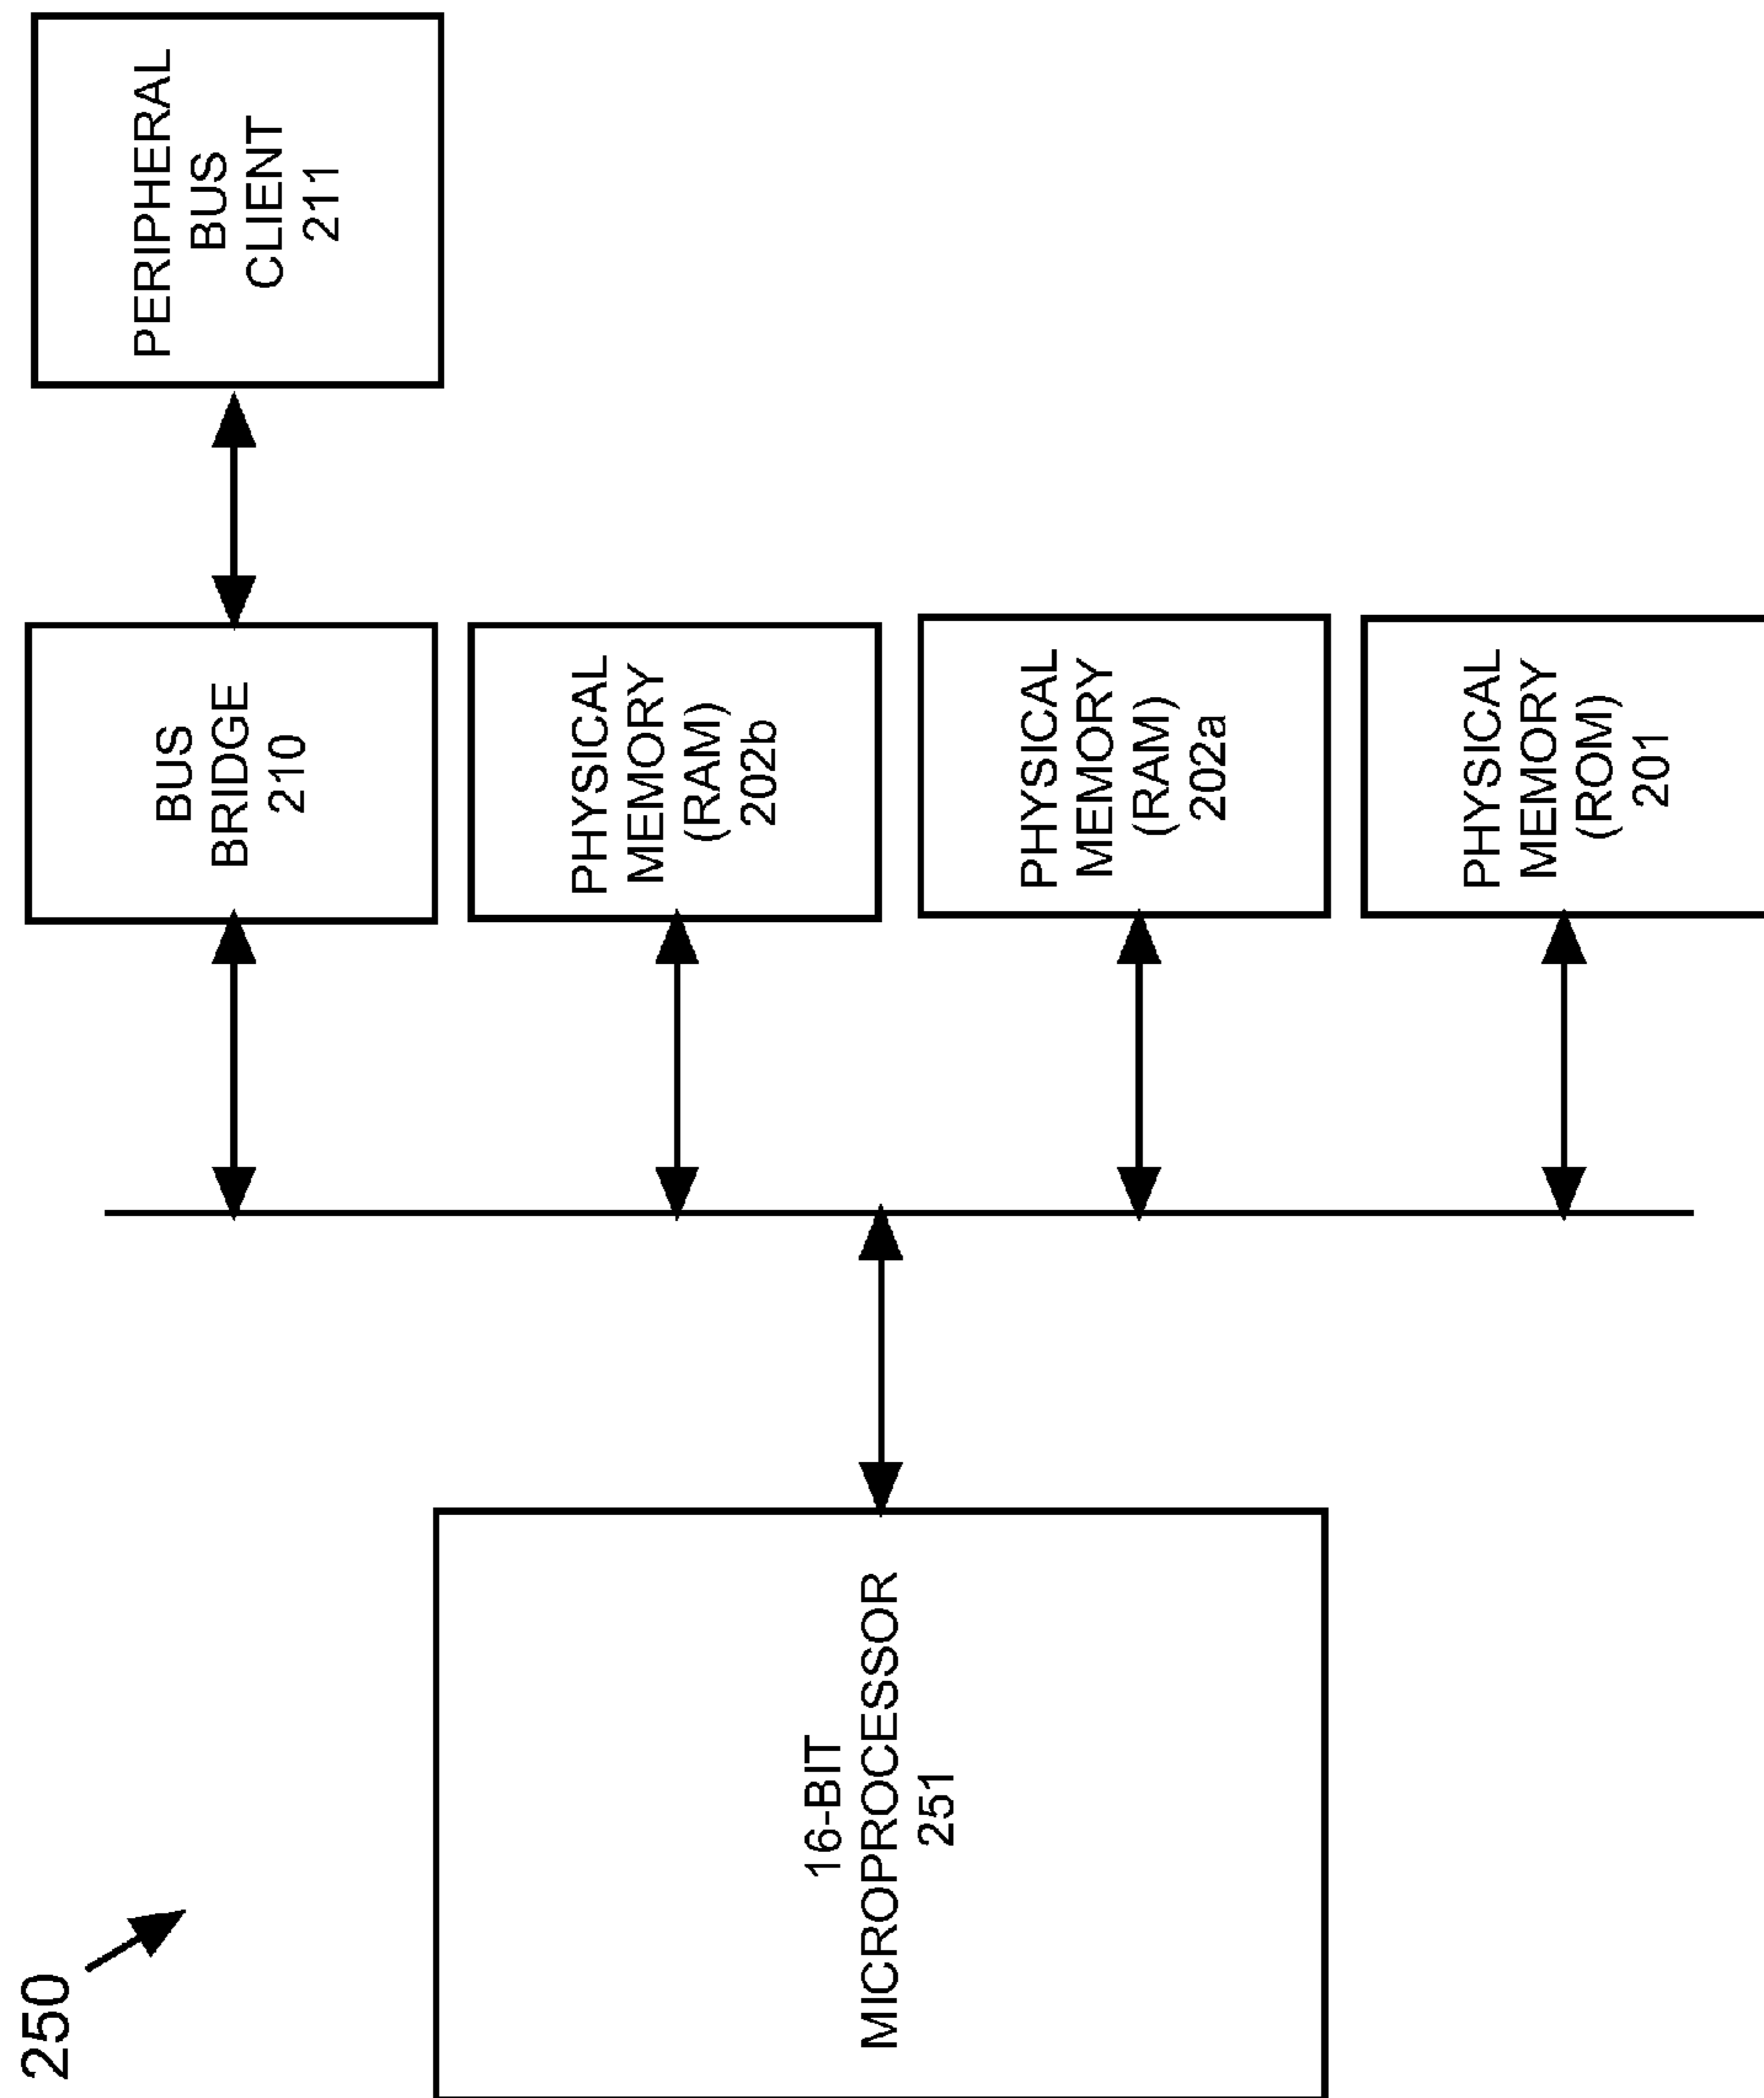 250
16-BIT
MICROPROCESSOR
251
BUS
BRIDGE
210
PERIPHERAL
BUS
CLIENT
211
PHYSICAL
MEMORY
(RAM)
202b
PHYSICAL
MEMORY
(RAM)
202a
PHYSICAL
MEMORY
(ROM)
201